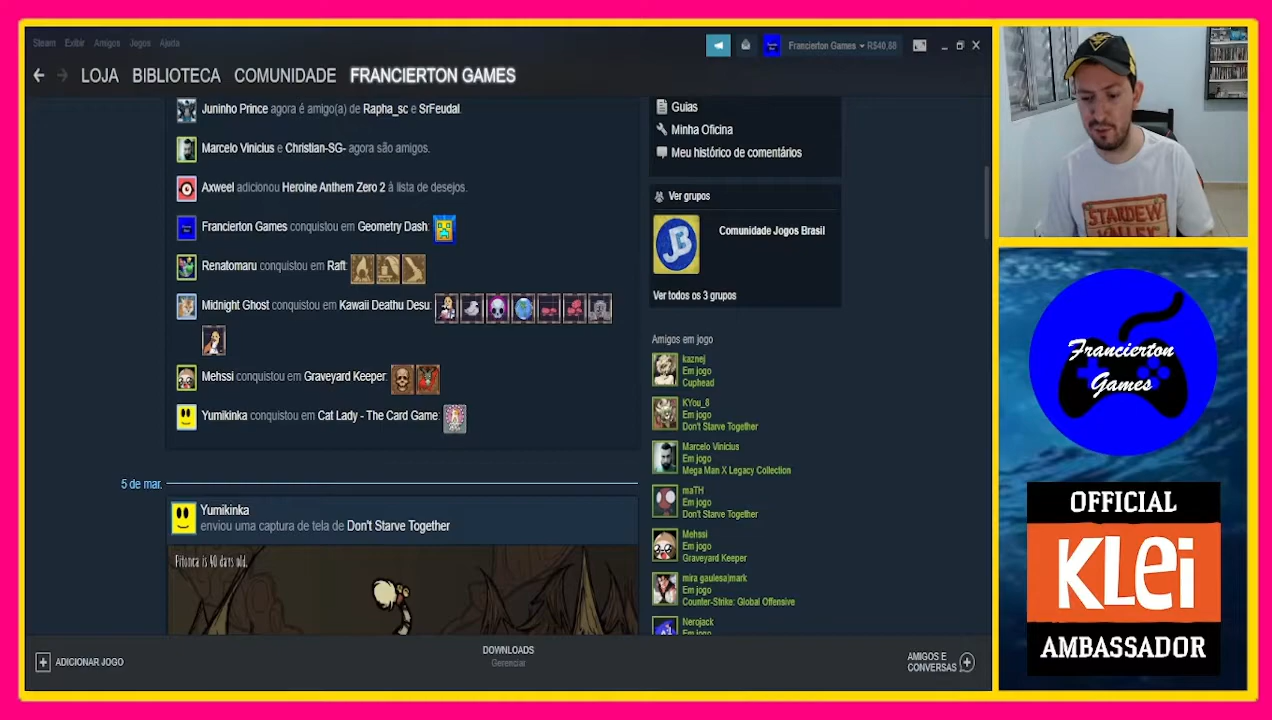 Steam Exibir Amigos Jogos Ajuda
Francierton Games R$40,68
LOJA BIBLIOTECA COMUNIDADE FRANCIERTON GAMES
Juninho Prince agora é amigo(a) de Rapha_sc e SrFeudal.
Marcelo Vinicius e Christian-SG- agora são amigos.
Axweel adicionou Heroine Anthem Zero 2 à lista de desejos.
Francierton Games conquistou em Geometry Dash:
Renatomaru conquistou em Raft:
Midnight Ghost conquistou em Kawaii Deathu Desu:
Mehssi conquistou em Graveyard Keeper:
Yumikinka conquistou em Cat Lady - The Card Game:
5 de mar.
Yumikinka
enviou uma captura de tela de Don't Starve Together
Guias
Minha Oficina
Meu histórico de comentários
Ver grupos
Comunidade Jogos Brasil
Ver todos os 3 grupos
Amigos em jogo
kaznej
Em jogo
Cuphead
KYou_8
Em jogo
Don't Starve Together
Marcelo Vinicius
Em jogo
Mega Man X Legacy Collection
maTH
Em jogo
Don't Starve Together
Mehssi
Em jogo
Graveyard Keeper
mira gaulesa|mark
Em jogo
Counter-Strike: Global Offensive
Nerojack
Em jogo
ADICIONAR JOGO
DOWNLOADS
Gerenciar
AMIGOS E
CONVERSAS
STARDEW
VALLEY
Francierton
Games
OFFICIAL
KLEi
AMBASSADOR